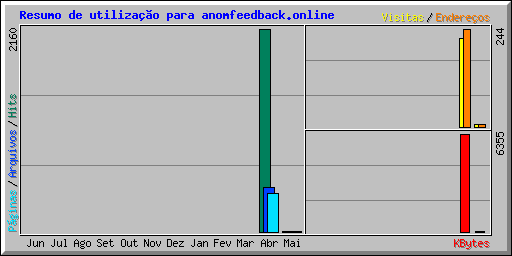 Resumo de utilização para anomfeedback.online
Visitas/Endereços
2160
244
6355
Páginas/Arquivos/Hits
Jun Jul Ago Set Out Nov Dez Jan Fev Mar Abr Mai
KBytes